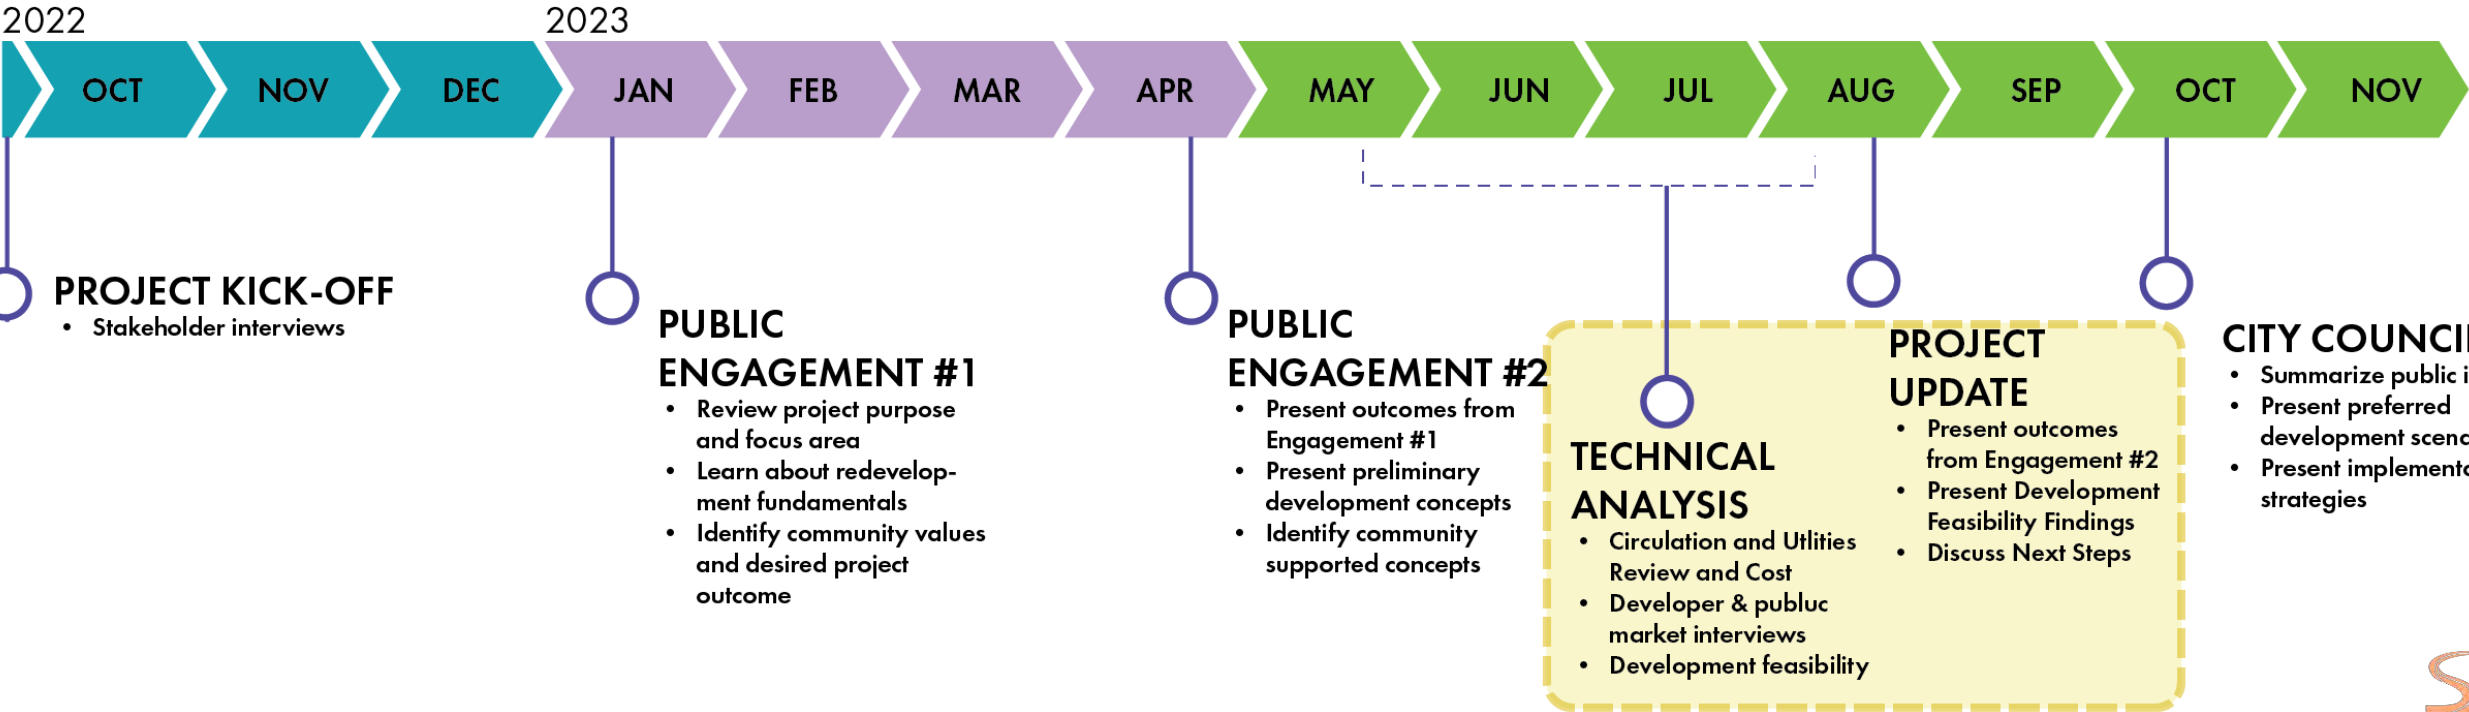 2022
2023
OCT NOV DEC JAN FEB MAR APR MAY JUN JUL AUG SEP OCT NOV
PROJECT KICK-OFF
• Stakeholder interviews
PUBLIC
ENGAGEMENT #1
• Review project purpose
and focus area
• Learn about redevelop-
ment fundamentals
• Identify community values
and desired project
outcome
PUBLIC
ENGAGEMENT #2
• Present outcomes from
Engagement #1
• Present preliminary
development concepts
• Identify community
supported concepts
TECHNICAL
ANALYSIS
• Circulation and Utlities
Review and Cost
• Developer & publuc
market interviews
• Development feasibility
PROJECT
UPDATE
• Present outcomes
from Engagement #2
• Present Development
Feasibility Findings
• Discuss Next Steps
CITY
• Summarize public
• Present preferred
development
• Present
strategies